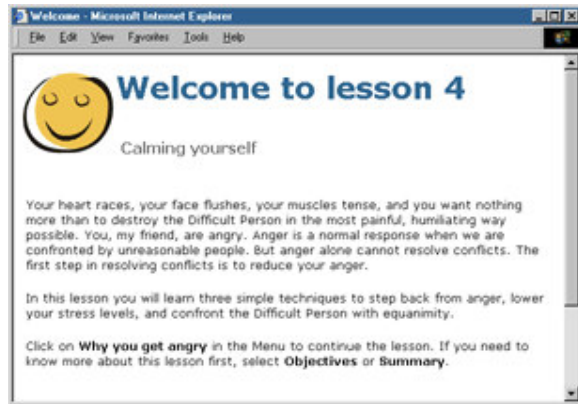 Welcome - Microsoft Internet Explorer
File Edit View Favorites Tools Help
Welcome to lesson 4
Calming yourself
Your heart races, your face flushes, your muscles tense, and you want nothing
more than to destroy the Difficult Person in the most painful, humiliating way
possible. You, my friend, are angry. Anger is a normal response when we are
confronted by unreasonable people. But anger alone cannot resolve conflicts. The
first step in resolving conflicts is to reduce your anger.
In this lesson you will learn three simple techniques to step back from anger, lower
your stress levels, and confront the Difficult Person with equanimity.
Click on Why you get angry in the Menu to continue the lesson. If you need to
know more about this lesson first, select Objectives or Summary.